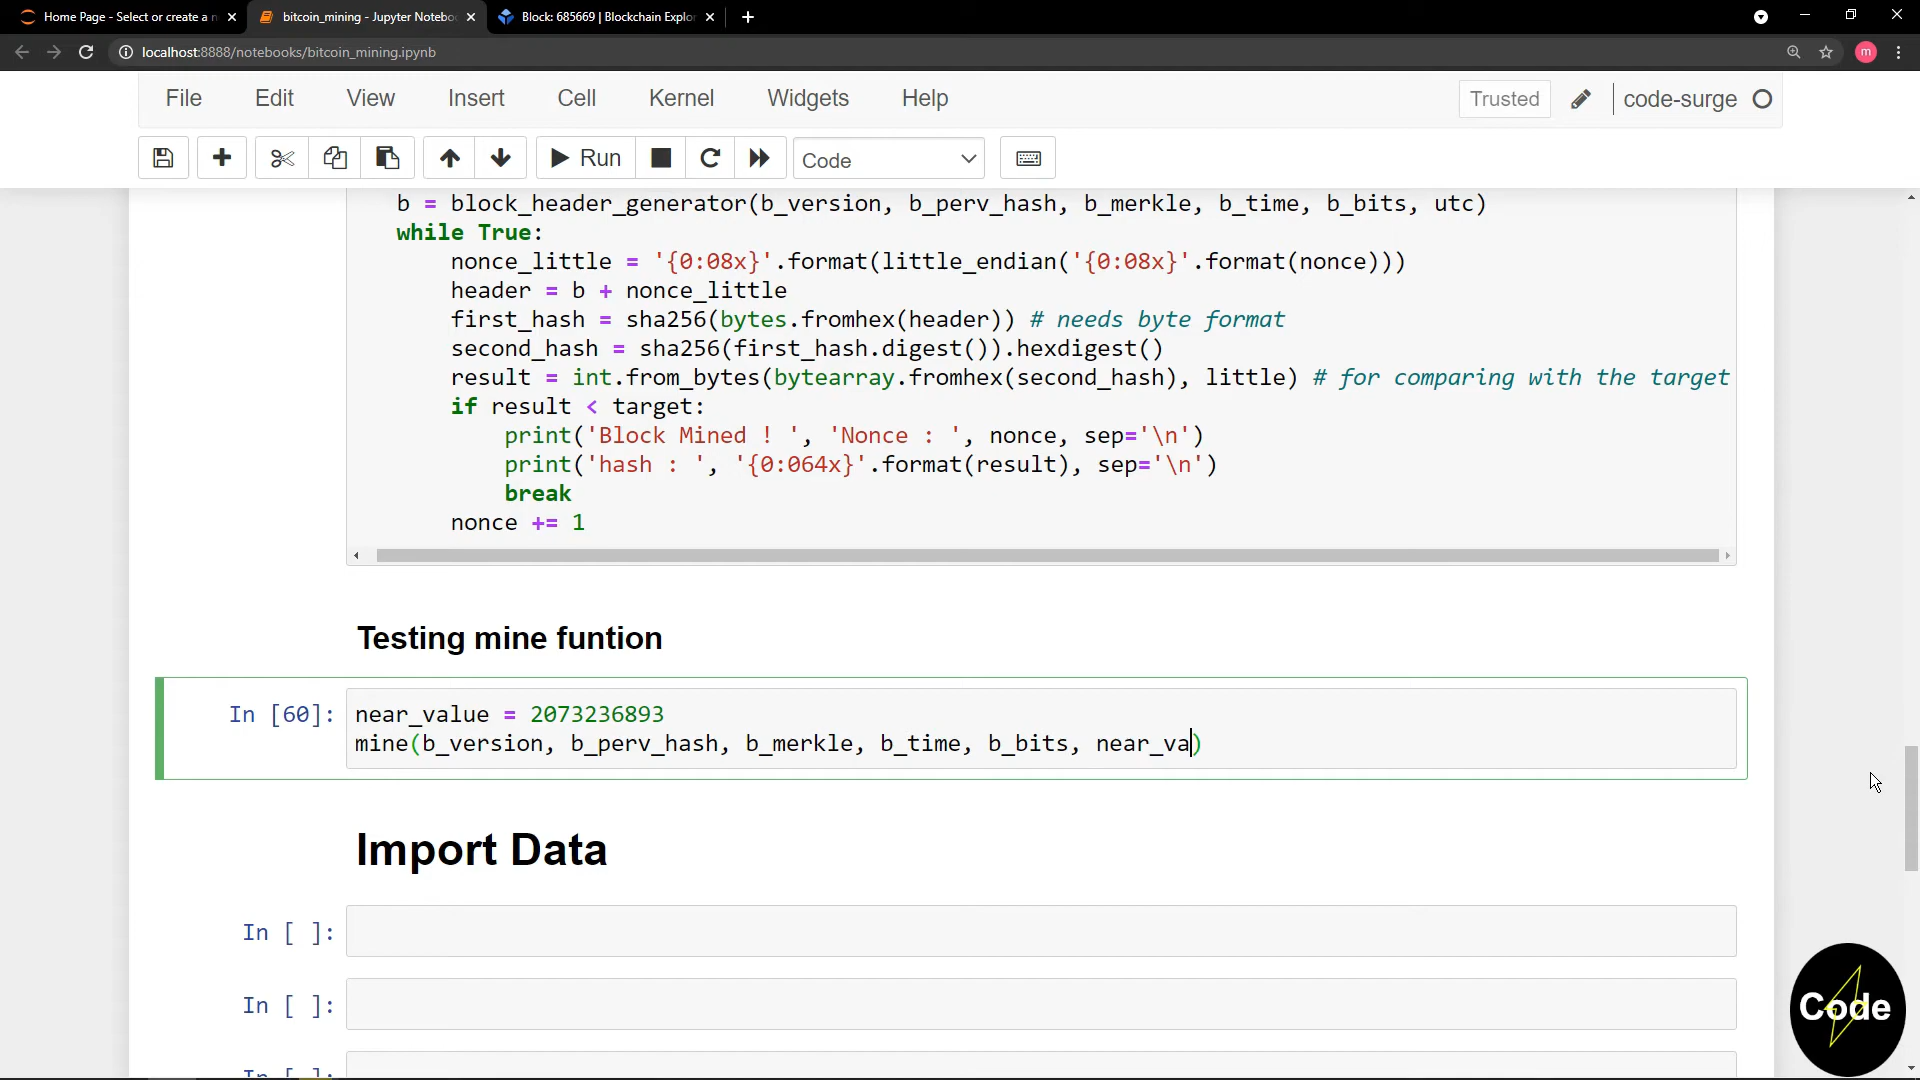 Home Page - Select or create a n
bitcoin_mining - Jupyter Notebo
Block: 685669 | Blockchain Explor
localhost:8888/notebooks/bitcoin_mining.ipynb
m
File Edit View Insert Cell Kernel Widgets Help
Trusted
code-surge
Run
Code
b = block_header_generator(b_version, b_perv_hash, b_merkle, b_time, b_bits, utc)
while True:
nonce_little = '{0:08x}'.format(little_endian('{0:08x}'.format(nonce)))
header = b + nonce_little
first_hash = sha256(bytes.fromhex(header)) # needs byte format
second_hash = sha256(first_hash.digest()).hexdigest()
result = int.from_bytes(bytearray.fromhex(second_hash), little) # for comparing with the target
if result < target:
print('Block Mined ! ', 'Nonce : ', nonce, sep='\n')
print('hash : ', '{0:064x}'.format(result), sep='\n')
break
nonce += 1
Testing mine funtion
In [60]:
near_value = 2073236893
mine(b_version, b_perv_hash, b_merkle, b_time, b_bits, near_va)
Import Data
In [ ]:
In [ ]:
In [ ]:
Code